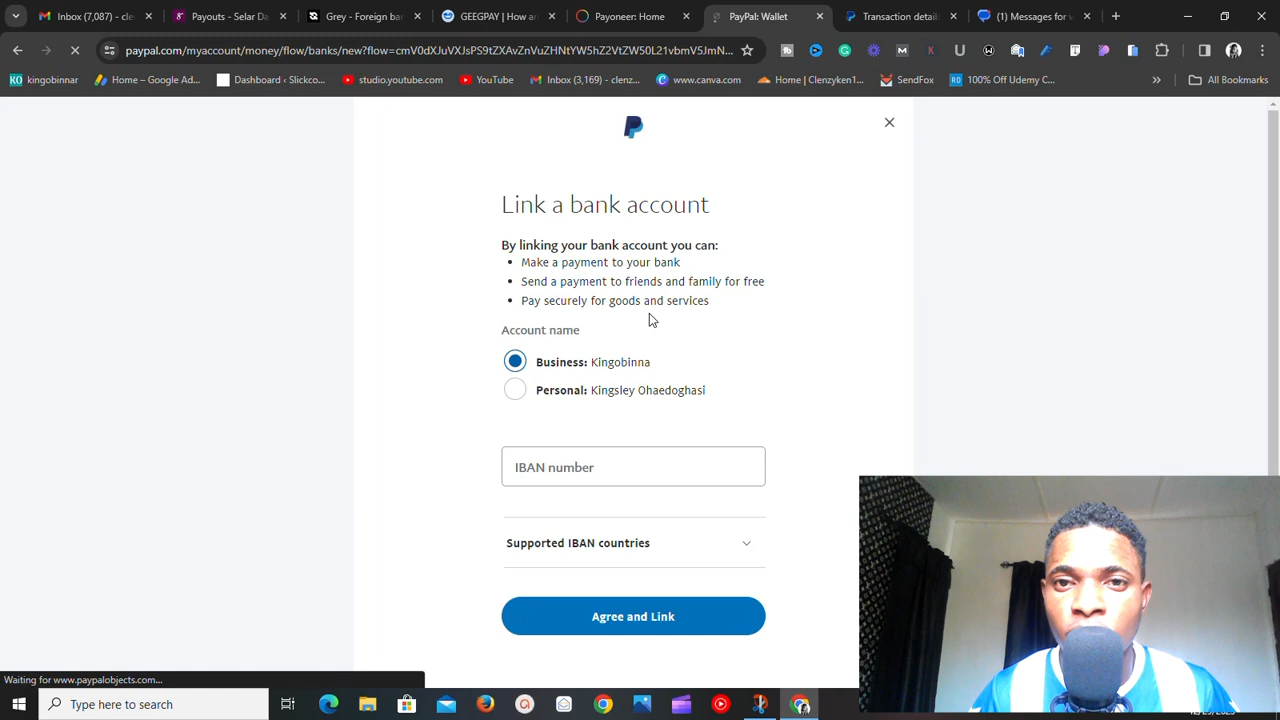 Inbox (7,087) - cle
Payouts - Selar Da
Grey - Foreign ba
GEEGPAY | How ar
Payoneer: Home
PayPal: Wallet
Transaction detail
(1) Messages for w
paypal.com/myaccount/money/flow/banks/new?flow=
kingobinnar
Home – Google Ad...
Dashboard ‹ Slickco...
studio.youtube.com
YouTube
Inbox (3,169) - clenz...
www.canva.com
Home | Clenzyken1...
SendFox
100% Off Udemy C...
All Bookmarks
Link a bank account
By linking your bank account you can:
• Make a payment to your bank
• Send a payment to friends and family for free
• Pay securely for goods and services
Account name
Business: Kingobinna
Personal: Kingsley Ohaedoghasi
IBAN number
Supported IBAN countries
Agree and Link
Waiting for www.paypalobjects.com...
Type here to search